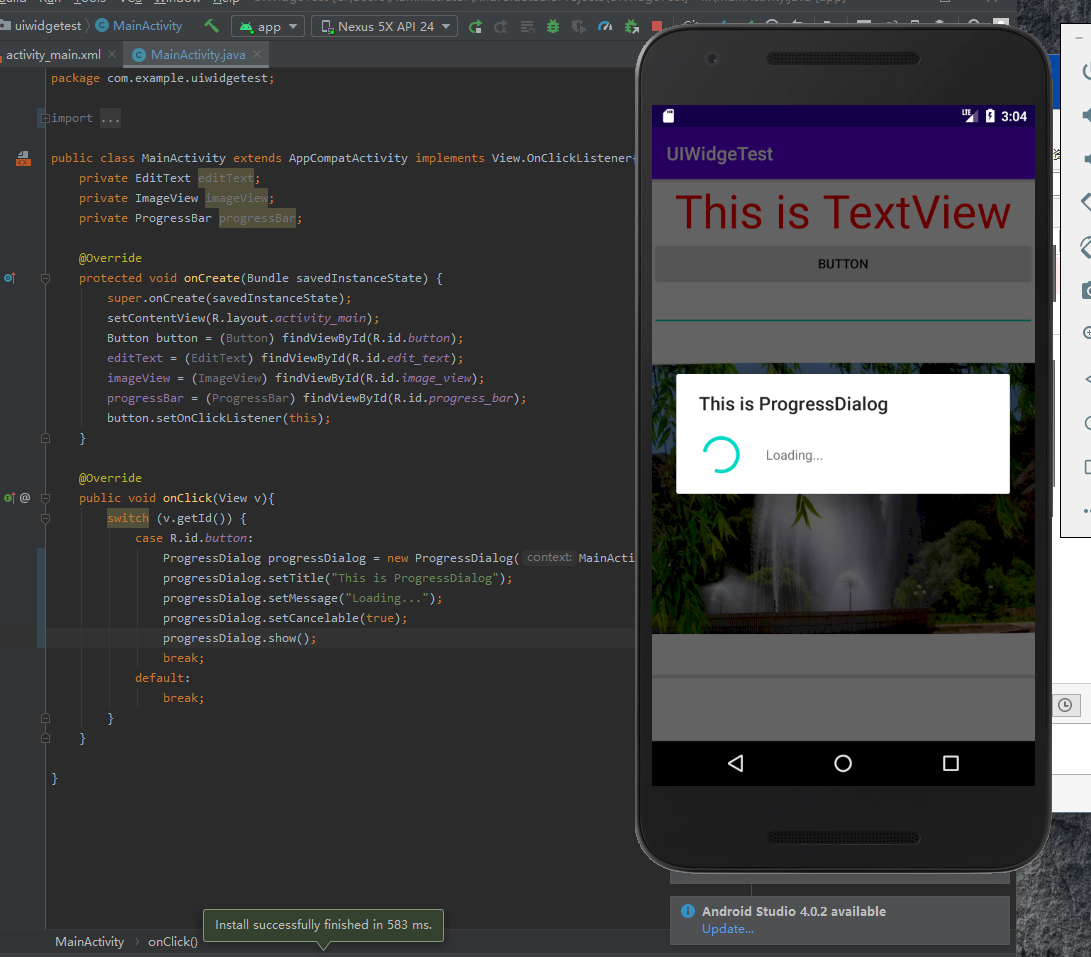 uiwidgetest MainActivity app Nexus 5X API 24
activity_main.xml MainActivity.java
package com.example.uiwidgetest;
import ...
public class MainActivity extends AppCompatActivity implements View.OnClickListener{
private EditText editText;
private ImageView imageView;
private ProgressBar progressBar;
@Override
protected void onCreate(Bundle savedInstanceState) {
super.onCreate(savedInstanceState);
setContentView(R.layout.activity_main);
Button button = (Button) findViewById(R.id.button);
editText = (EditText) findViewById(R.id.edit_text);
imageView = (ImageView) findViewById(R.id.image_view);
progressBar = (ProgressBar) findViewById(R.id.progress_bar);
button.setOnClickListener(this);
}
@Override
public void onClick(View v){
switch (v.getId()) {
case R.id.button:
ProgressDialog progressDialog = new ProgressDialog( context: MainActi
progressDialog.setTitle("This is ProgressDialog");
progressDialog.setMessage("Loading...");
progressDialog.setCancelable(true);
progressDialog.show();
break;
default:
break;
}
}
}
LTE 3:04
UIWidgeTest
This is TextView
BUTTON
This is ProgressDialog
Loading...
Android Studio 4.0.2 available
Update...
Install successfully finished in 583 ms.
MainActivity onClick()